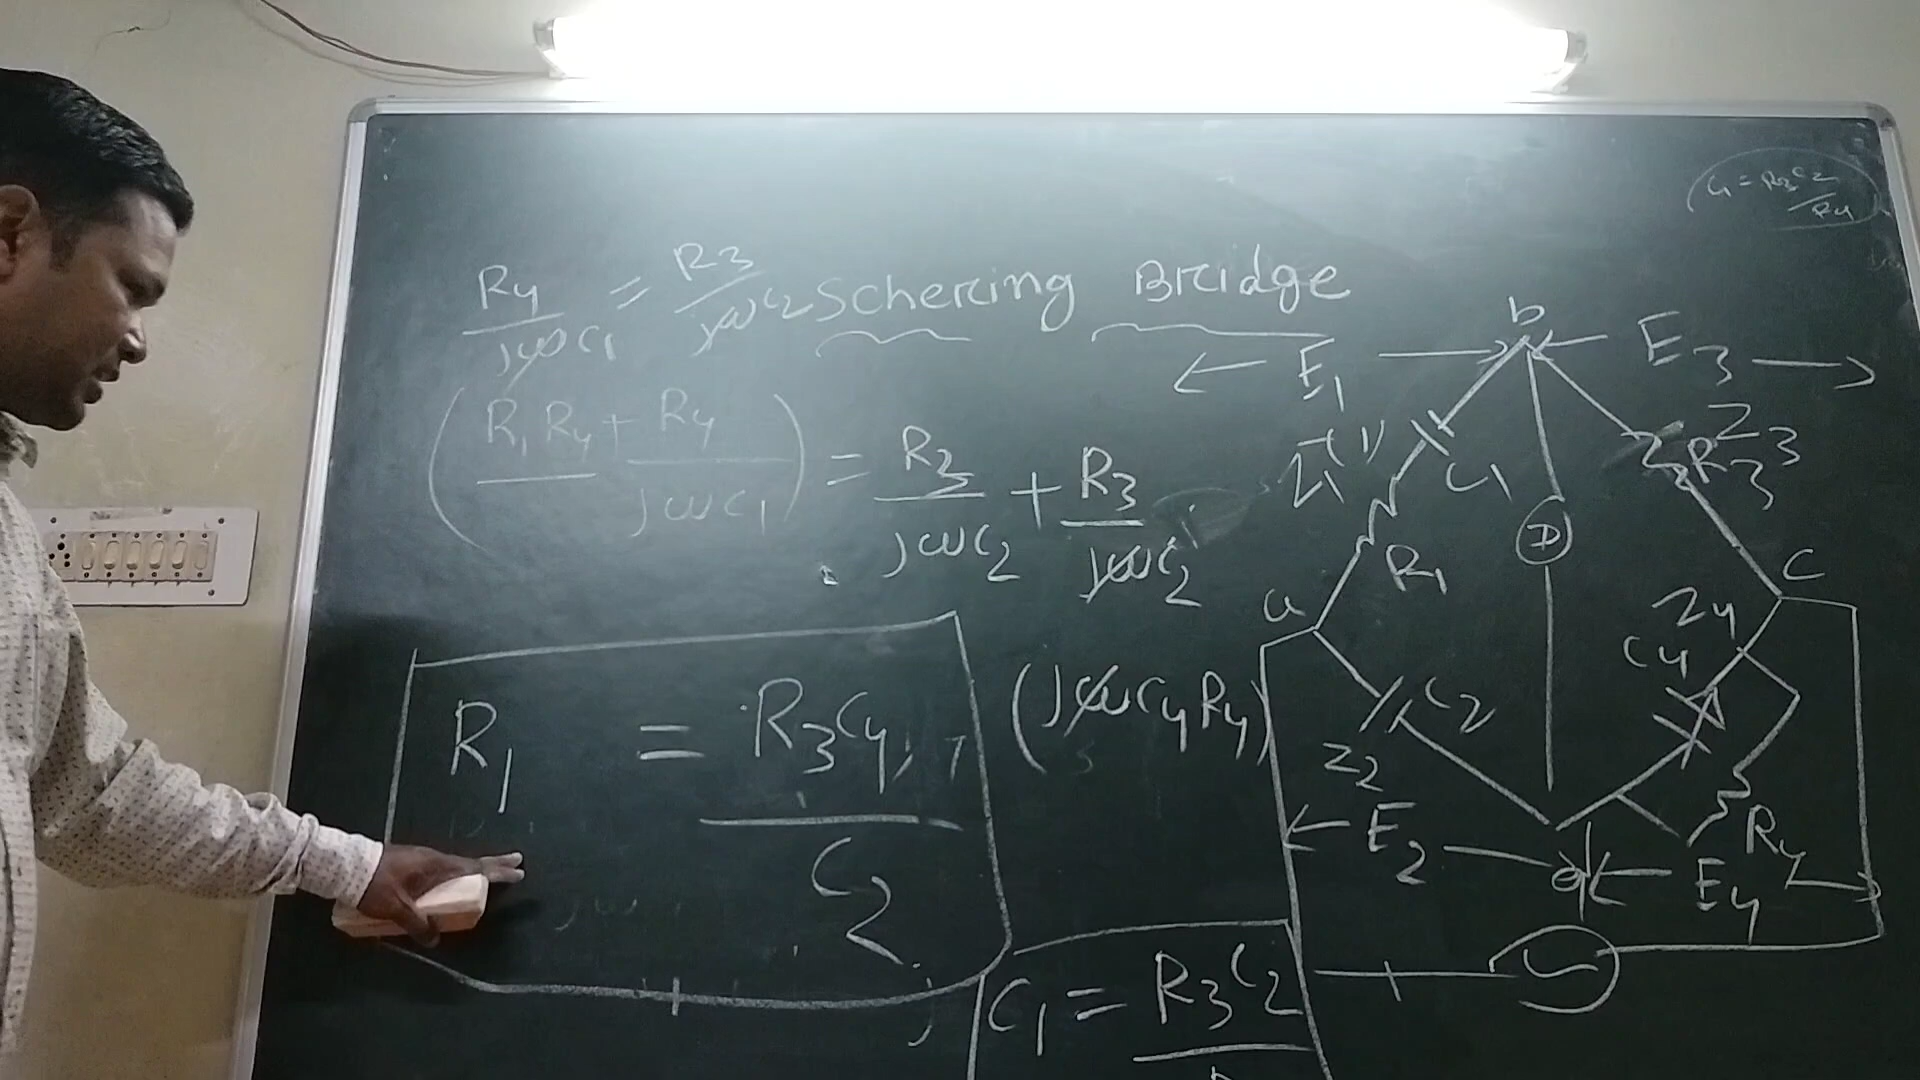 C1 = R3C2 / R4
R4 / jωC1 = R3 / jωC2 Schering Bridge
(R1R4 + R4 / jωC1) = R3 / jωC2 + R3 / jωC2 (jωC4R4)
R1 = R3C4 / C2
C1 = R3C2
b
E1
E3
Z1
C1
Z3
R3
R1
D
a
C
Z4
C4
C2
Z2
R4
E2
d
E4